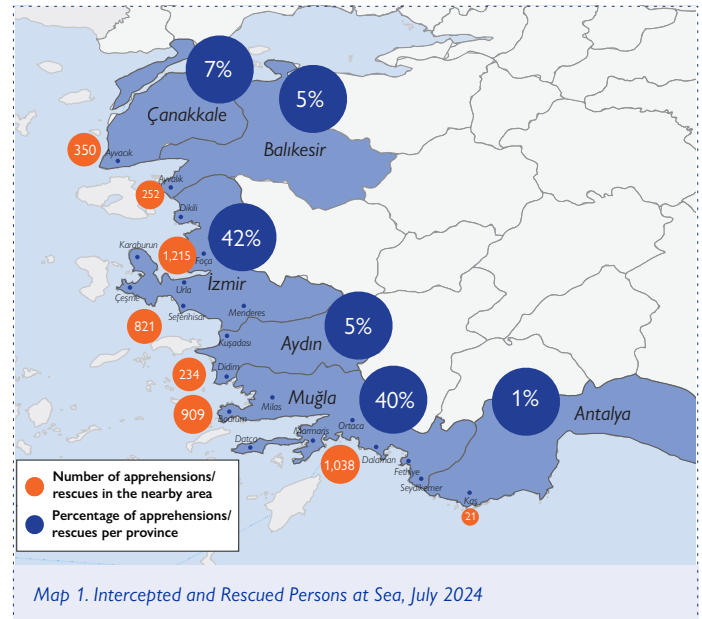 7%
5%
Çanakkale
Balıkesir
350
Ayvacık
Ayvalık
252
Dikili
42%
Karaburun
1,215
Foça
İzmir
Çeşme
Urla
Seferihisar
Menderes
821
5%
Kuşadası
Aydın
234
Didim
Muğla
40%
1%
Milas
909
Bodrum
Ortaca
Antalya
Datça
Marmaris
1,038
Dalaman
Fethiye
Seydikemer
Kaş
21
Number of apprehensions/
rescues in the nearby area
Percentage of apprehensions/
rescues per province
Map 1. Intercepted and Rescued Persons at Sea, July 2024